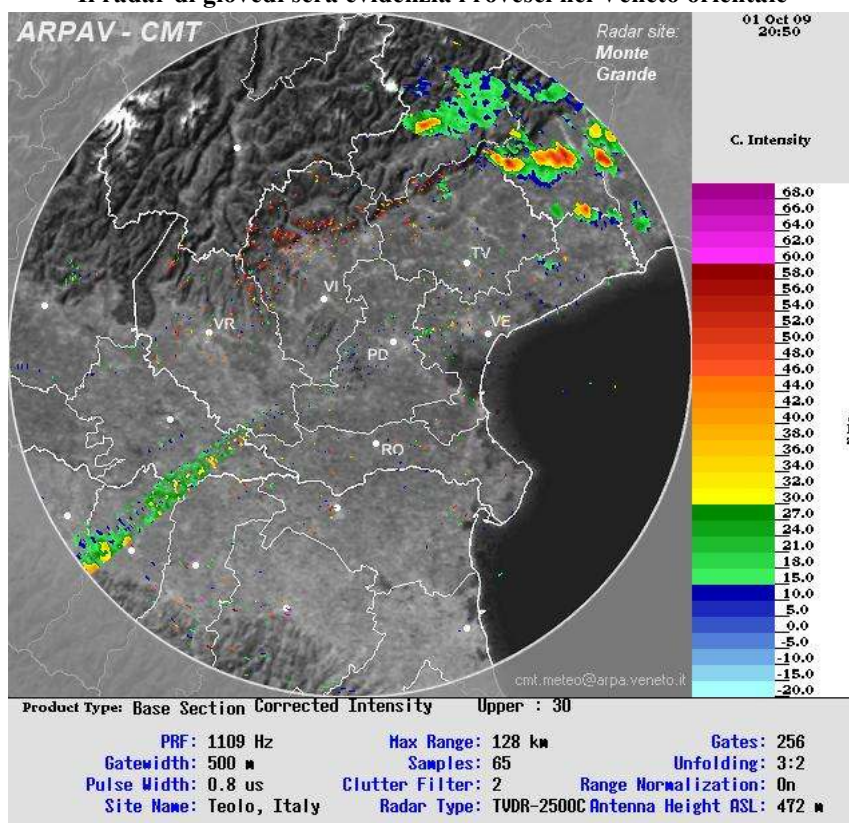 Il radar di giovedì sera evidenzia i rovesci nel Veneto orientale
ARPAV - CMT
Radar site:
Monte
Grande
01 Oct 09
20:50
C. Intensity
68.0
66.0
64.0
62.0
60.0
58.0
56.0
54.0
52.0
50.0
48.0
46.0
44.0
42.0
40.0
38.0
36.0
34.0
32.0
30.0
27.0
24.0
21.0
18.0
15.0
10.0
5.0
0.0
-5.0
-10.0
-15.0
-20.0
TV
VI
VR
VE
PD
RO
cmt.meteo@arpa.veneto.it
Product Type: Base Section Corrected Intensity Upper : 30
PRF: 1109 Hz Max Range: 128 km Gates: 256
Gatewidth: 500 m Samples: 65 Unfolding: 3:2
Pulse Width: 0.8 us Clutter Filter: 2 Range Normalization: On
Site Name: Teolo, Italy Radar Type: TVDR-2500C Antenna Height ASL: 472 m